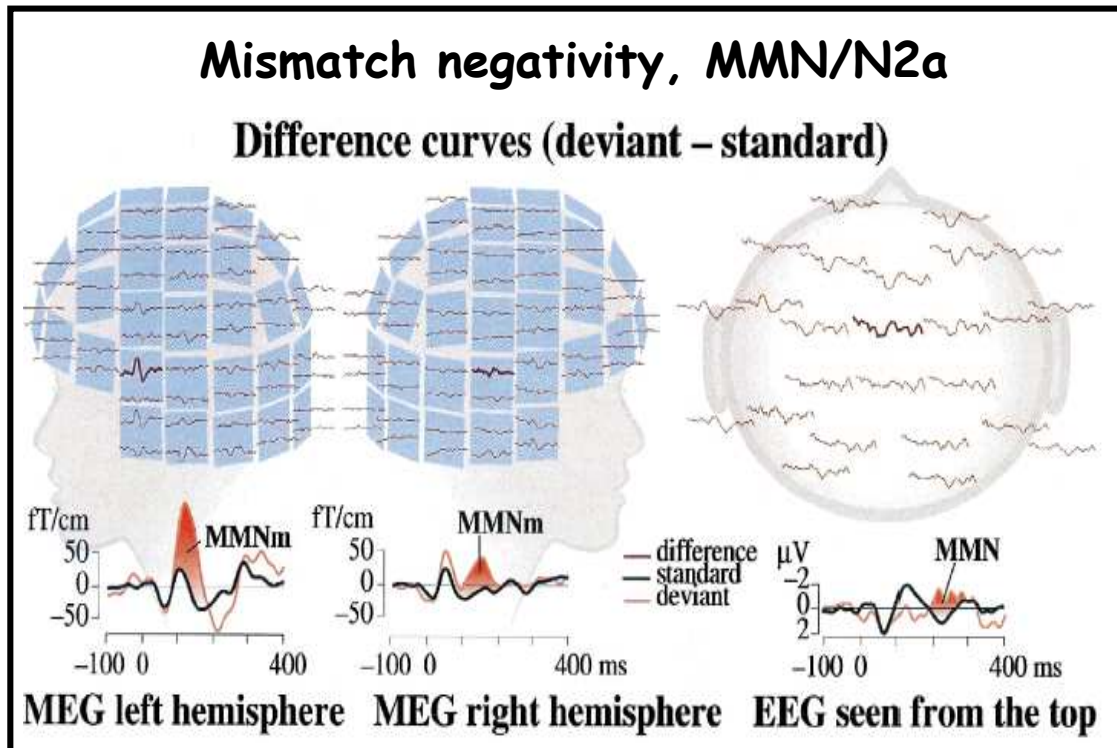 Mismatch negativity, MMN/N2a
Difference curves (deviant – standard)
fT/cm
50
0
−50
MMNm
−100 0 400
MEG left hemisphere
fT/cm
50
0
−50
MMNm
−100 0 400 ms
MEG right hemisphere
difference
standard
deviant
μV
−2
0
2
MMN
−100 0 400 ms
EEG seen from the top